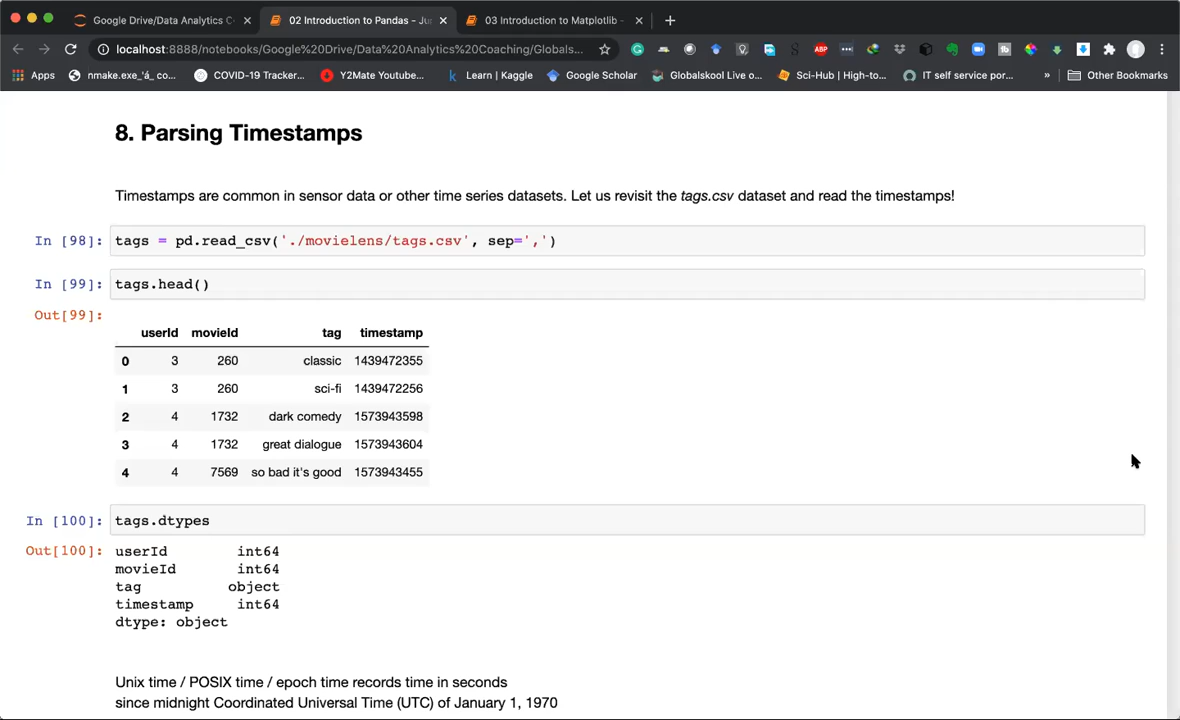 Google Drive/Data Analytics C
02 Introduction to Pandas - Ju
03 Introduction to Matplotlib -
localhost:8888/notebooks/Google%20Drive/Data%20Analytics%20Coaching/Globals...
Apps
nmake.exe_'á_co...
COVID-19 Tracker...
Y2Mate Youtube...
Learn | Kaggle
Google Scholar
Globalskool Live o...
Sci-Hub | High-to...
IT self service por...
»
Other Bookmarks
8. Parsing Timestamps
Timestamps are common in sensor data or other time series datasets. Let us revisit the tags.csv dataset and read the timestamps!
In [98]: tags = pd.read_csv('./movielens/tags.csv', sep=',')
In [99]: tags.head()
Out[99]:
userId movieId tag timestamp
0 3 260 classic 1439472355
1 3 260 sci-fi 1439472256
2 4 1732 dark comedy 1573943598
3 4 1732 great dialogue 1573943604
4 4 7569 so bad it's good 1573943455
In [100]: tags.dtypes
Out[100]: userId int64
movieId int64
tag object
timestamp int64
dtype: object
Unix time / POSIX time / epoch time records time in seconds
since midnight Coordinated Universal Time (UTC) of January 1, 1970